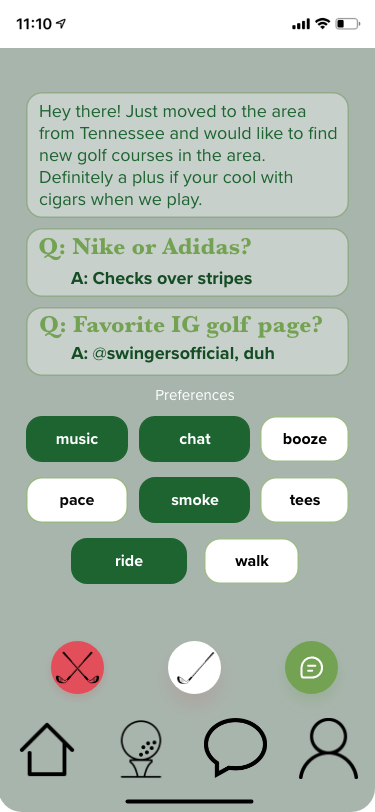 11:10
Hey there! Just moved to the area
from Tennessee and would like to find
new golf courses in the area.
Definitely a plus if your cool with
cigars when we play.
Q: Nike or Adidas?
A: Checks over stripes
Q: Favorite IG golf page?
A: @swingersofficial, duh
Preferences
music chat booze
pace smoke tees
ride walk